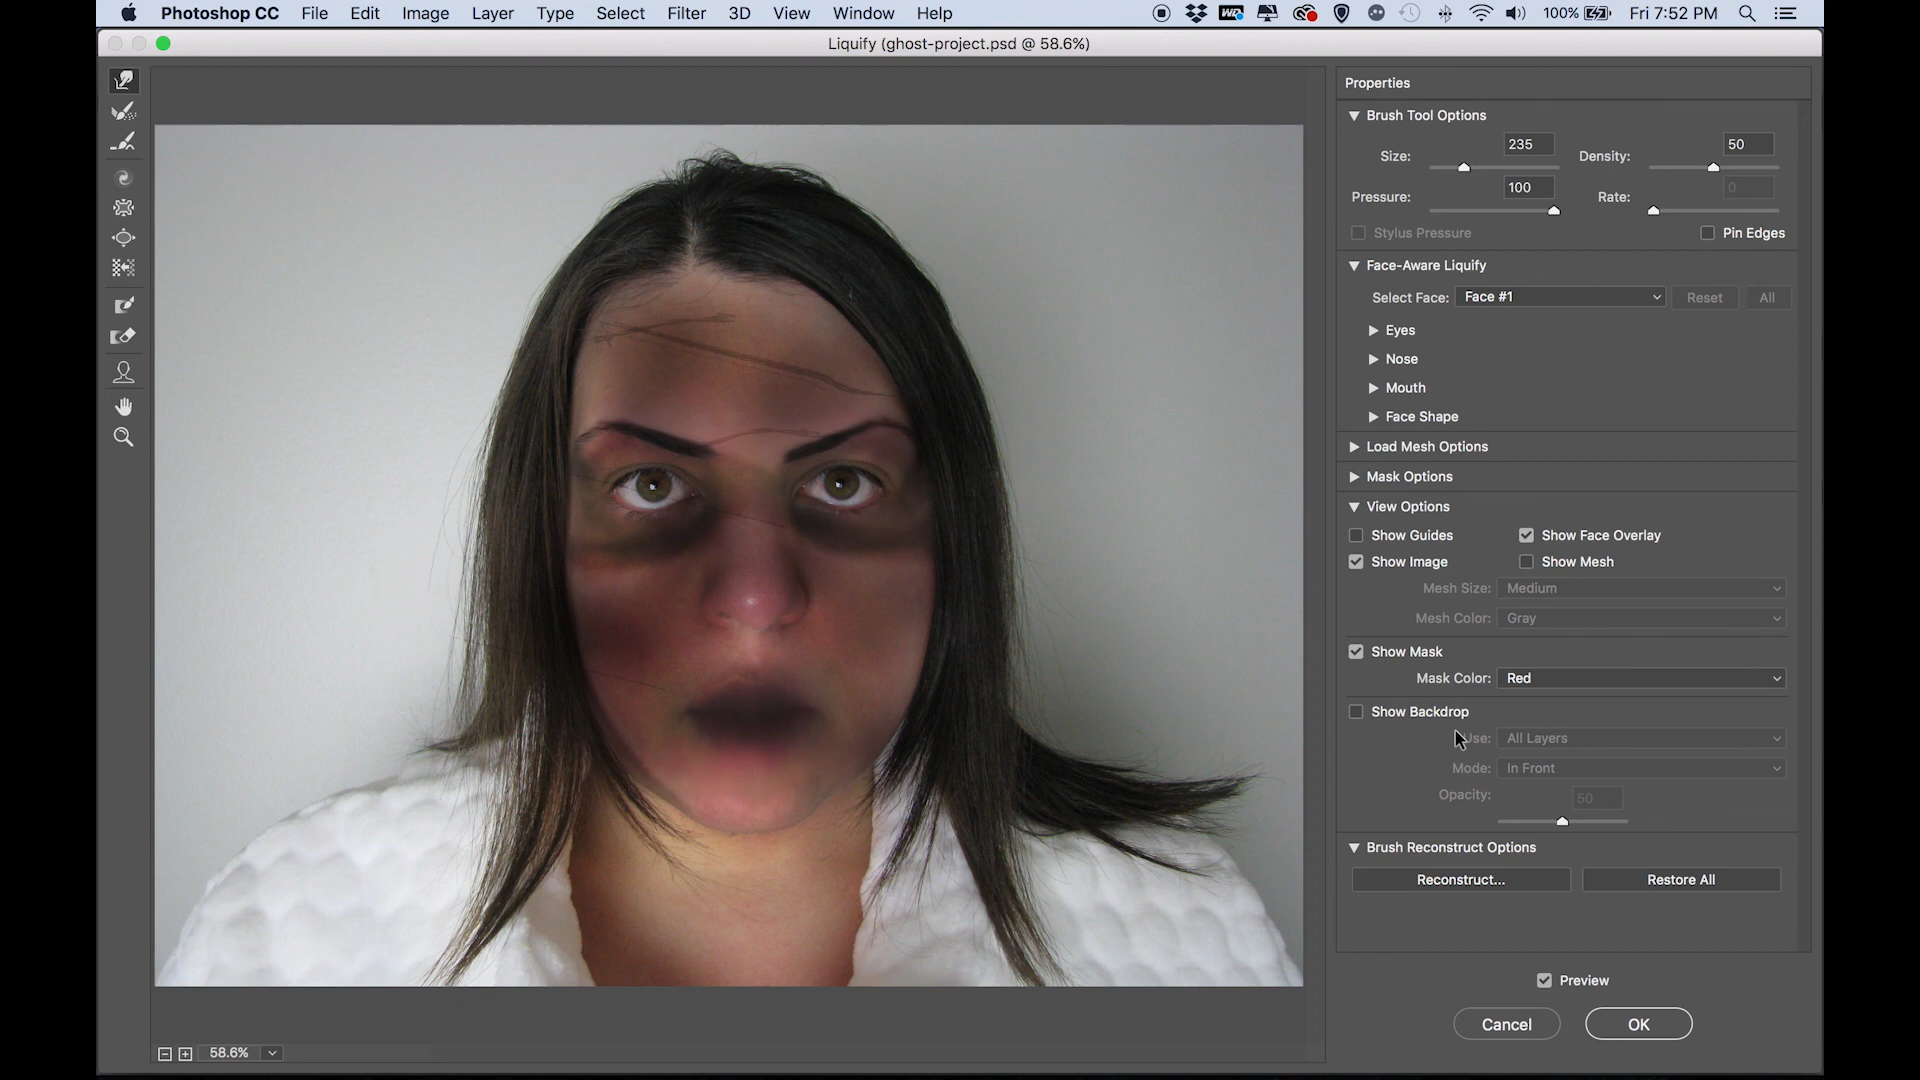 Photoshop CC File Edit Image Layer Type Select Filter 3D View Window Help 100% Fri 7:52 PM
Liquify (ghost-project.psd @ 58.6%)
Properties
Brush Tool Options
Size: 235 Density: 50
Pressure: 100 Rate: 0
Stylus Pressure Pin Edges
Face-Aware Liquify
Select Face: Face #1 Reset All
Eyes
Nose
Mouth
Face Shape
Load Mesh Options
Mask Options
View Options
Show Guides Show Face Overlay
Show Image Show Mesh
Mesh Size: Medium
Mesh Color: Gray
Show Mask
Mask Color: Red
Show Backdrop
Use: All Layers
Mode: In Front
Opacity: 50
Brush Reconstruct Options
Reconstruct... Restore All
Preview
Cancel OK
58.6%